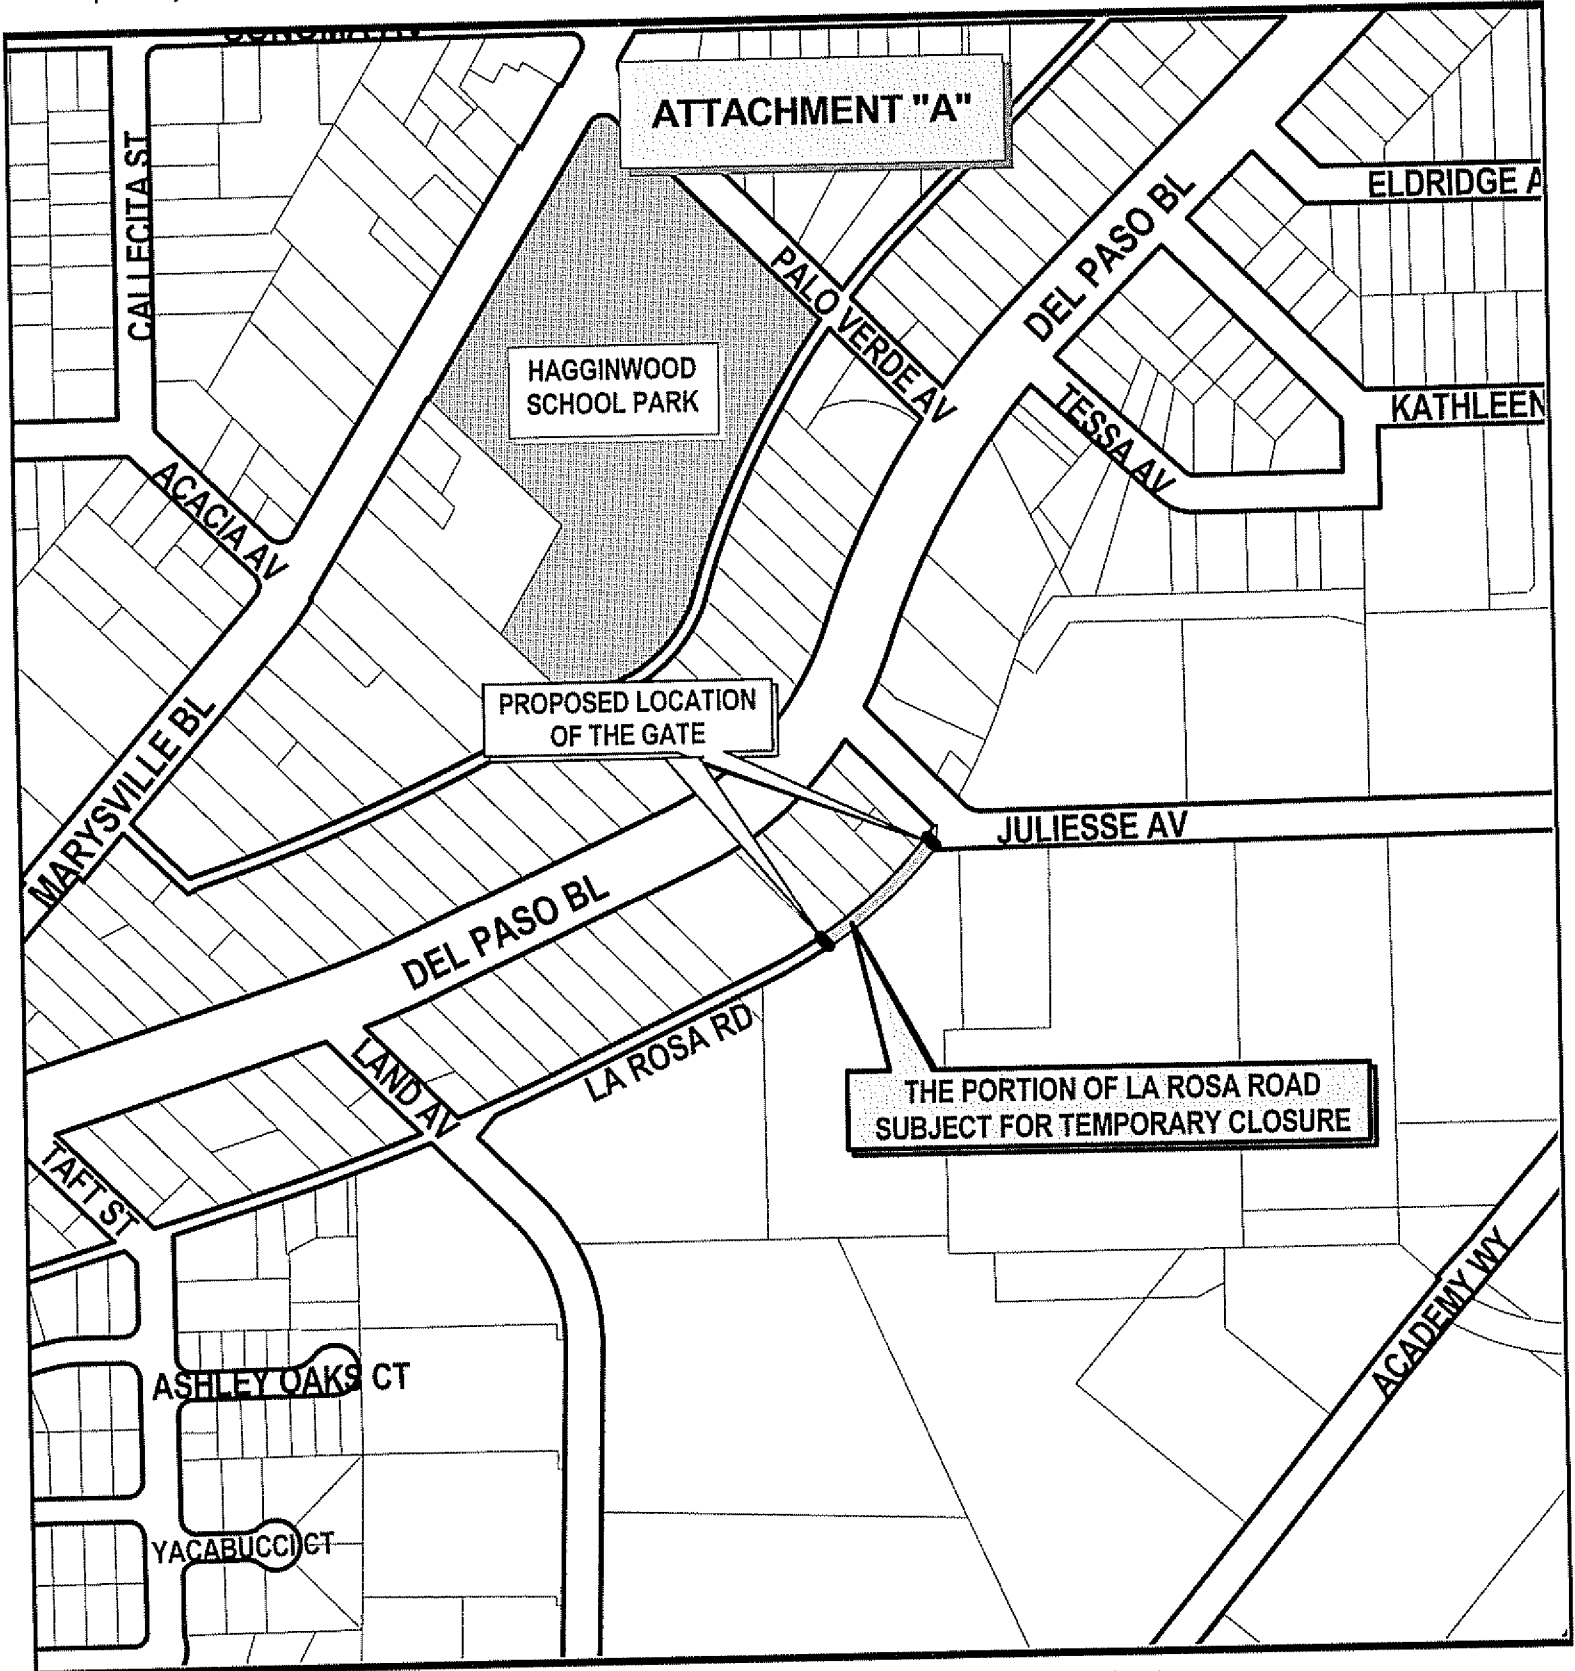 ATTACHMENT "A"
CALLECITA ST
ELDRIDGE A
DEL PASO BL
PALO VERDE AV
HAGGINWOOD
SCHOOL PARK
TESSA AV
KATHLEEN
ACACIA AV
PROPOSED LOCATION
OF THE GATE
MARYSVILLE BL
JULIESSE AV
DEL PASO BL
LA ROSA RD
LAND AV
THE PORTION OF LA ROSA ROAD
SUBJECT FOR TEMPORARY CLOSURE
TAFT ST
ACADEMY WY
ASHLEY OAKS CT
YACABUCCI CT